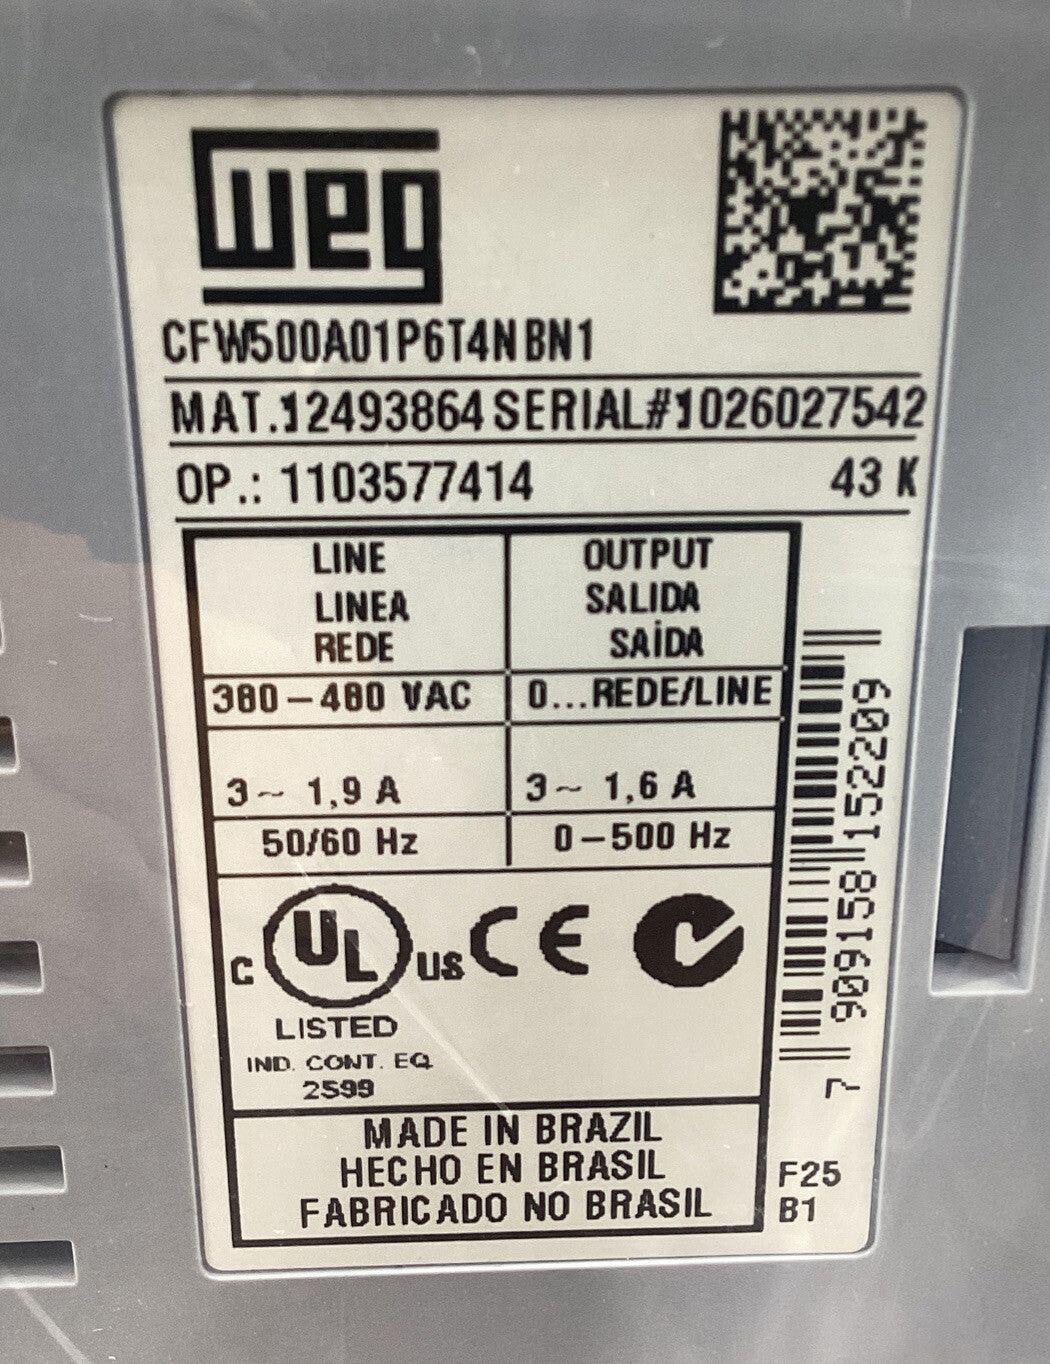 weg
CFW500A01P6T4NBN1
MAT.12493864 SERIAL#1026027542
OP.: 1103577414 43 K
LINE
LINEA
REDE
OUTPUT
SALIDA
SAÍDA
380-480 VAC 0...REDE/LINE
3~ 1,9 A 3~ 1,6 A
50/60 Hz 0-500 Hz
C UL US CE
LISTED
IND. CONT. EQ.
2599
MADE IN BRAZIL
HECHO EN BRASIL
FABRICADO NO BRASIL
7 909158 152209
F25
B1